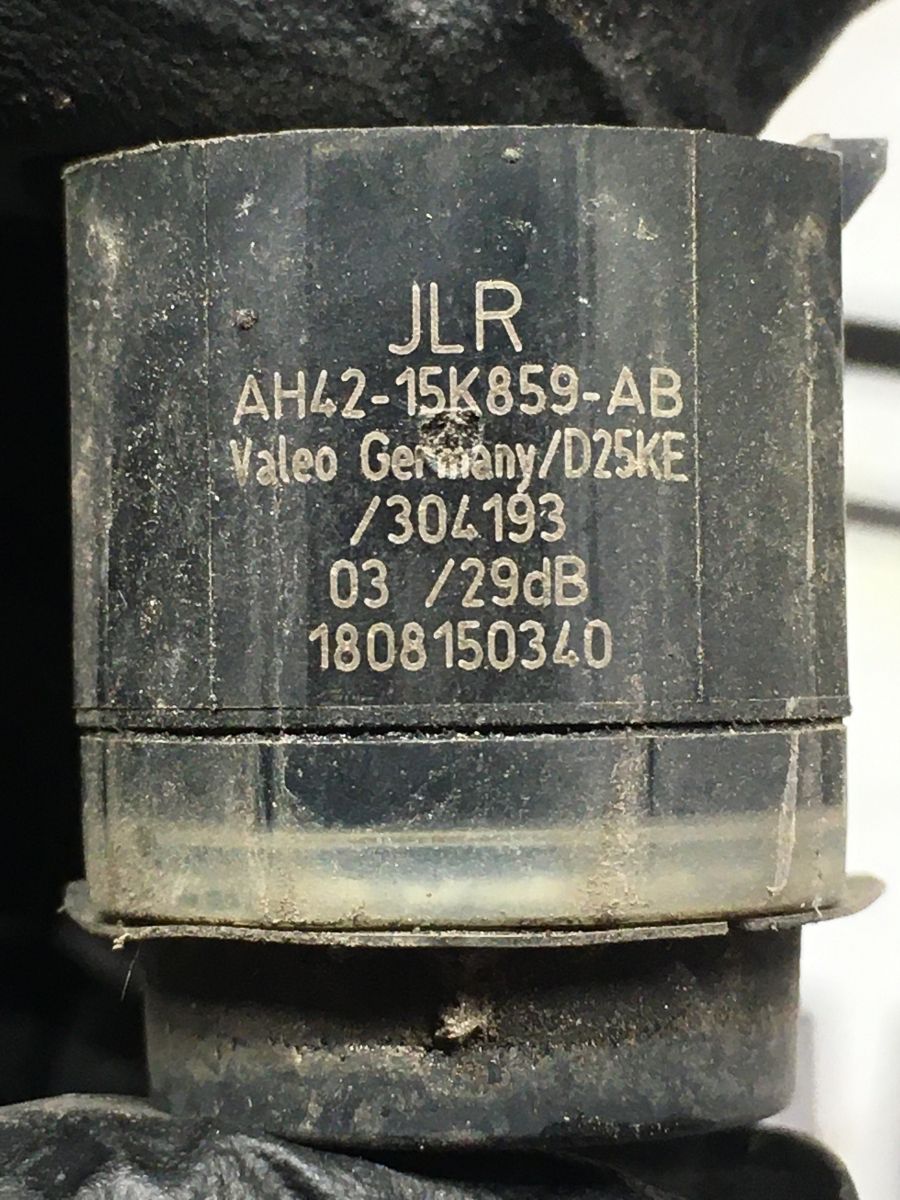 JLR
AH42-15K859-AB
Valeo Germany/D25KE
/304193
03 /29dB
1808150340